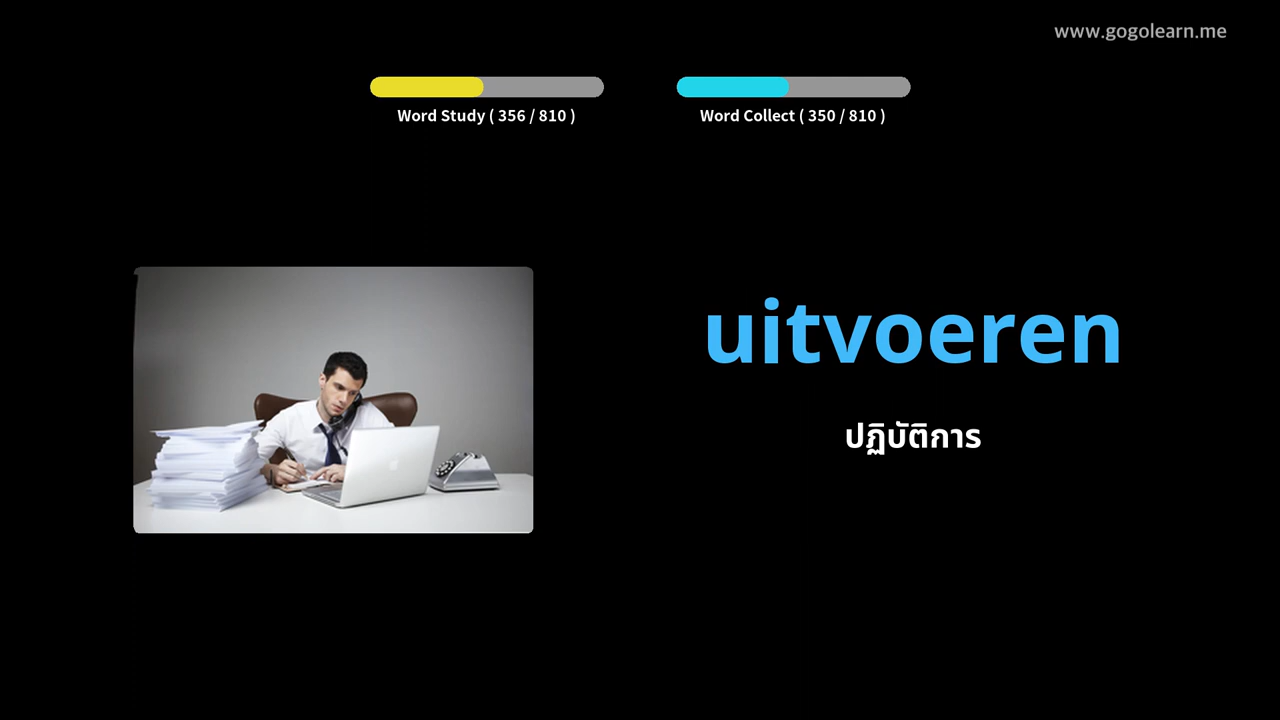 www.gogolearn.me
Word Study ( 356 / 810 )
Word Collect ( 350 / 810 )
uitvoeren
ปฏิบัติการ